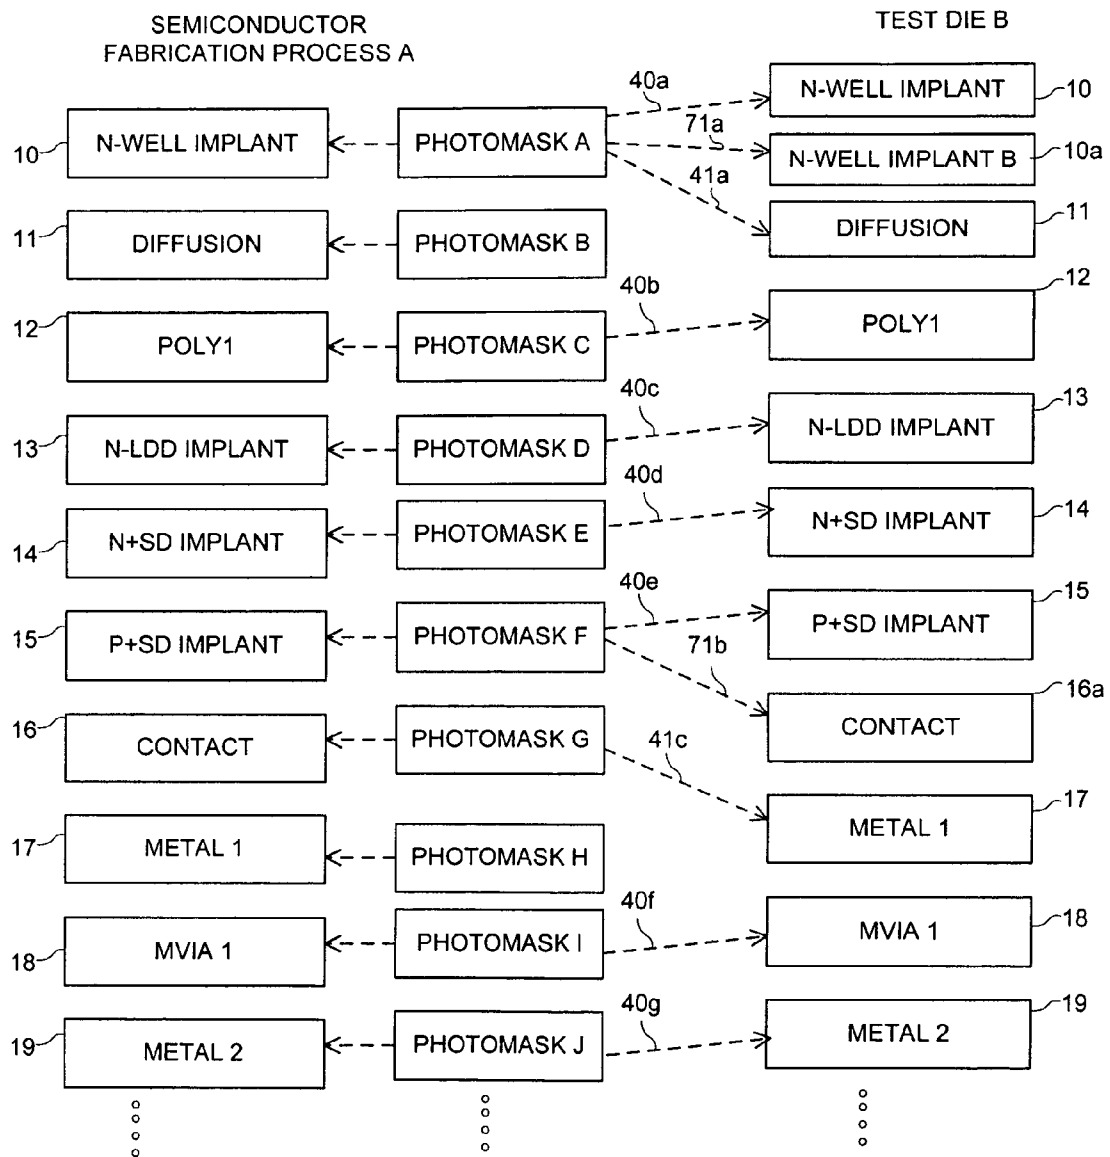 SEMICONDUCTOR
FABRICATION PROCESS A
TEST DIE B
10
N-WELL IMPLANT
PHOTOMASK A
40a
N-WELL IMPLANT
10
71a
N-WELL IMPLANT B
10a
41a
11
DIFFUSION
PHOTOMASK B
DIFFUSION
11
12
POLY1
PHOTOMASK C
40b
POLY1
12
13
N-LDD IMPLANT
PHOTOMASK D
40c
N-LDD IMPLANT
13
14
N+SD IMPLANT
PHOTOMASK E
40d
N+SD IMPLANT
14
15
P+SD IMPLANT
PHOTOMASK F
40e
P+SD IMPLANT
15
71b
16
CONTACT
PHOTOMASK G
CONTACT
16a
41c
17
METAL 1
PHOTOMASK H
METAL 1
17
18
MVIA 1
PHOTOMASK I
40f
MVIA 1
18
19
METAL 2
PHOTOMASK J
40g
METAL 2
19